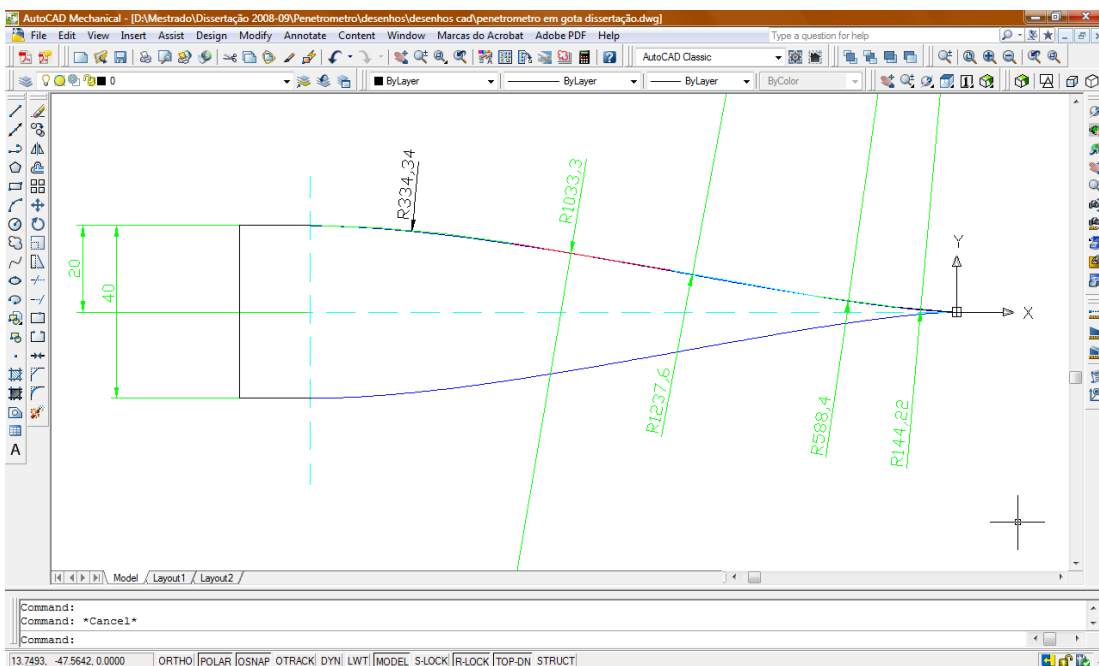 AutoCAD Mechanical - [D:\Mestrado\Dissertação 2008-09\Penetrometro\desenhos\desenhos cad\penetrometro em gota dissertação.dwg]
File Edit View Insert Assist Design Modify Annotate Content Window Marcas do Acrobat Adobe PDF Help Type a question for help
AutoCAD Classic
0 ByLayer ByLayer ByLayer ByColor
R334,34
R1033,3
20
40
Y
X
R1237,6
R588,4
R144,22
A
Model Layout1 Layout2
Command:
Command: *Cancel*
Command:
13.7493, -47.5642, 0.0000 ORTHO POLAR OSNAP OTRACK DYN LWT MODEL S-LOCK R-LOCK TOP-DN STRUCT